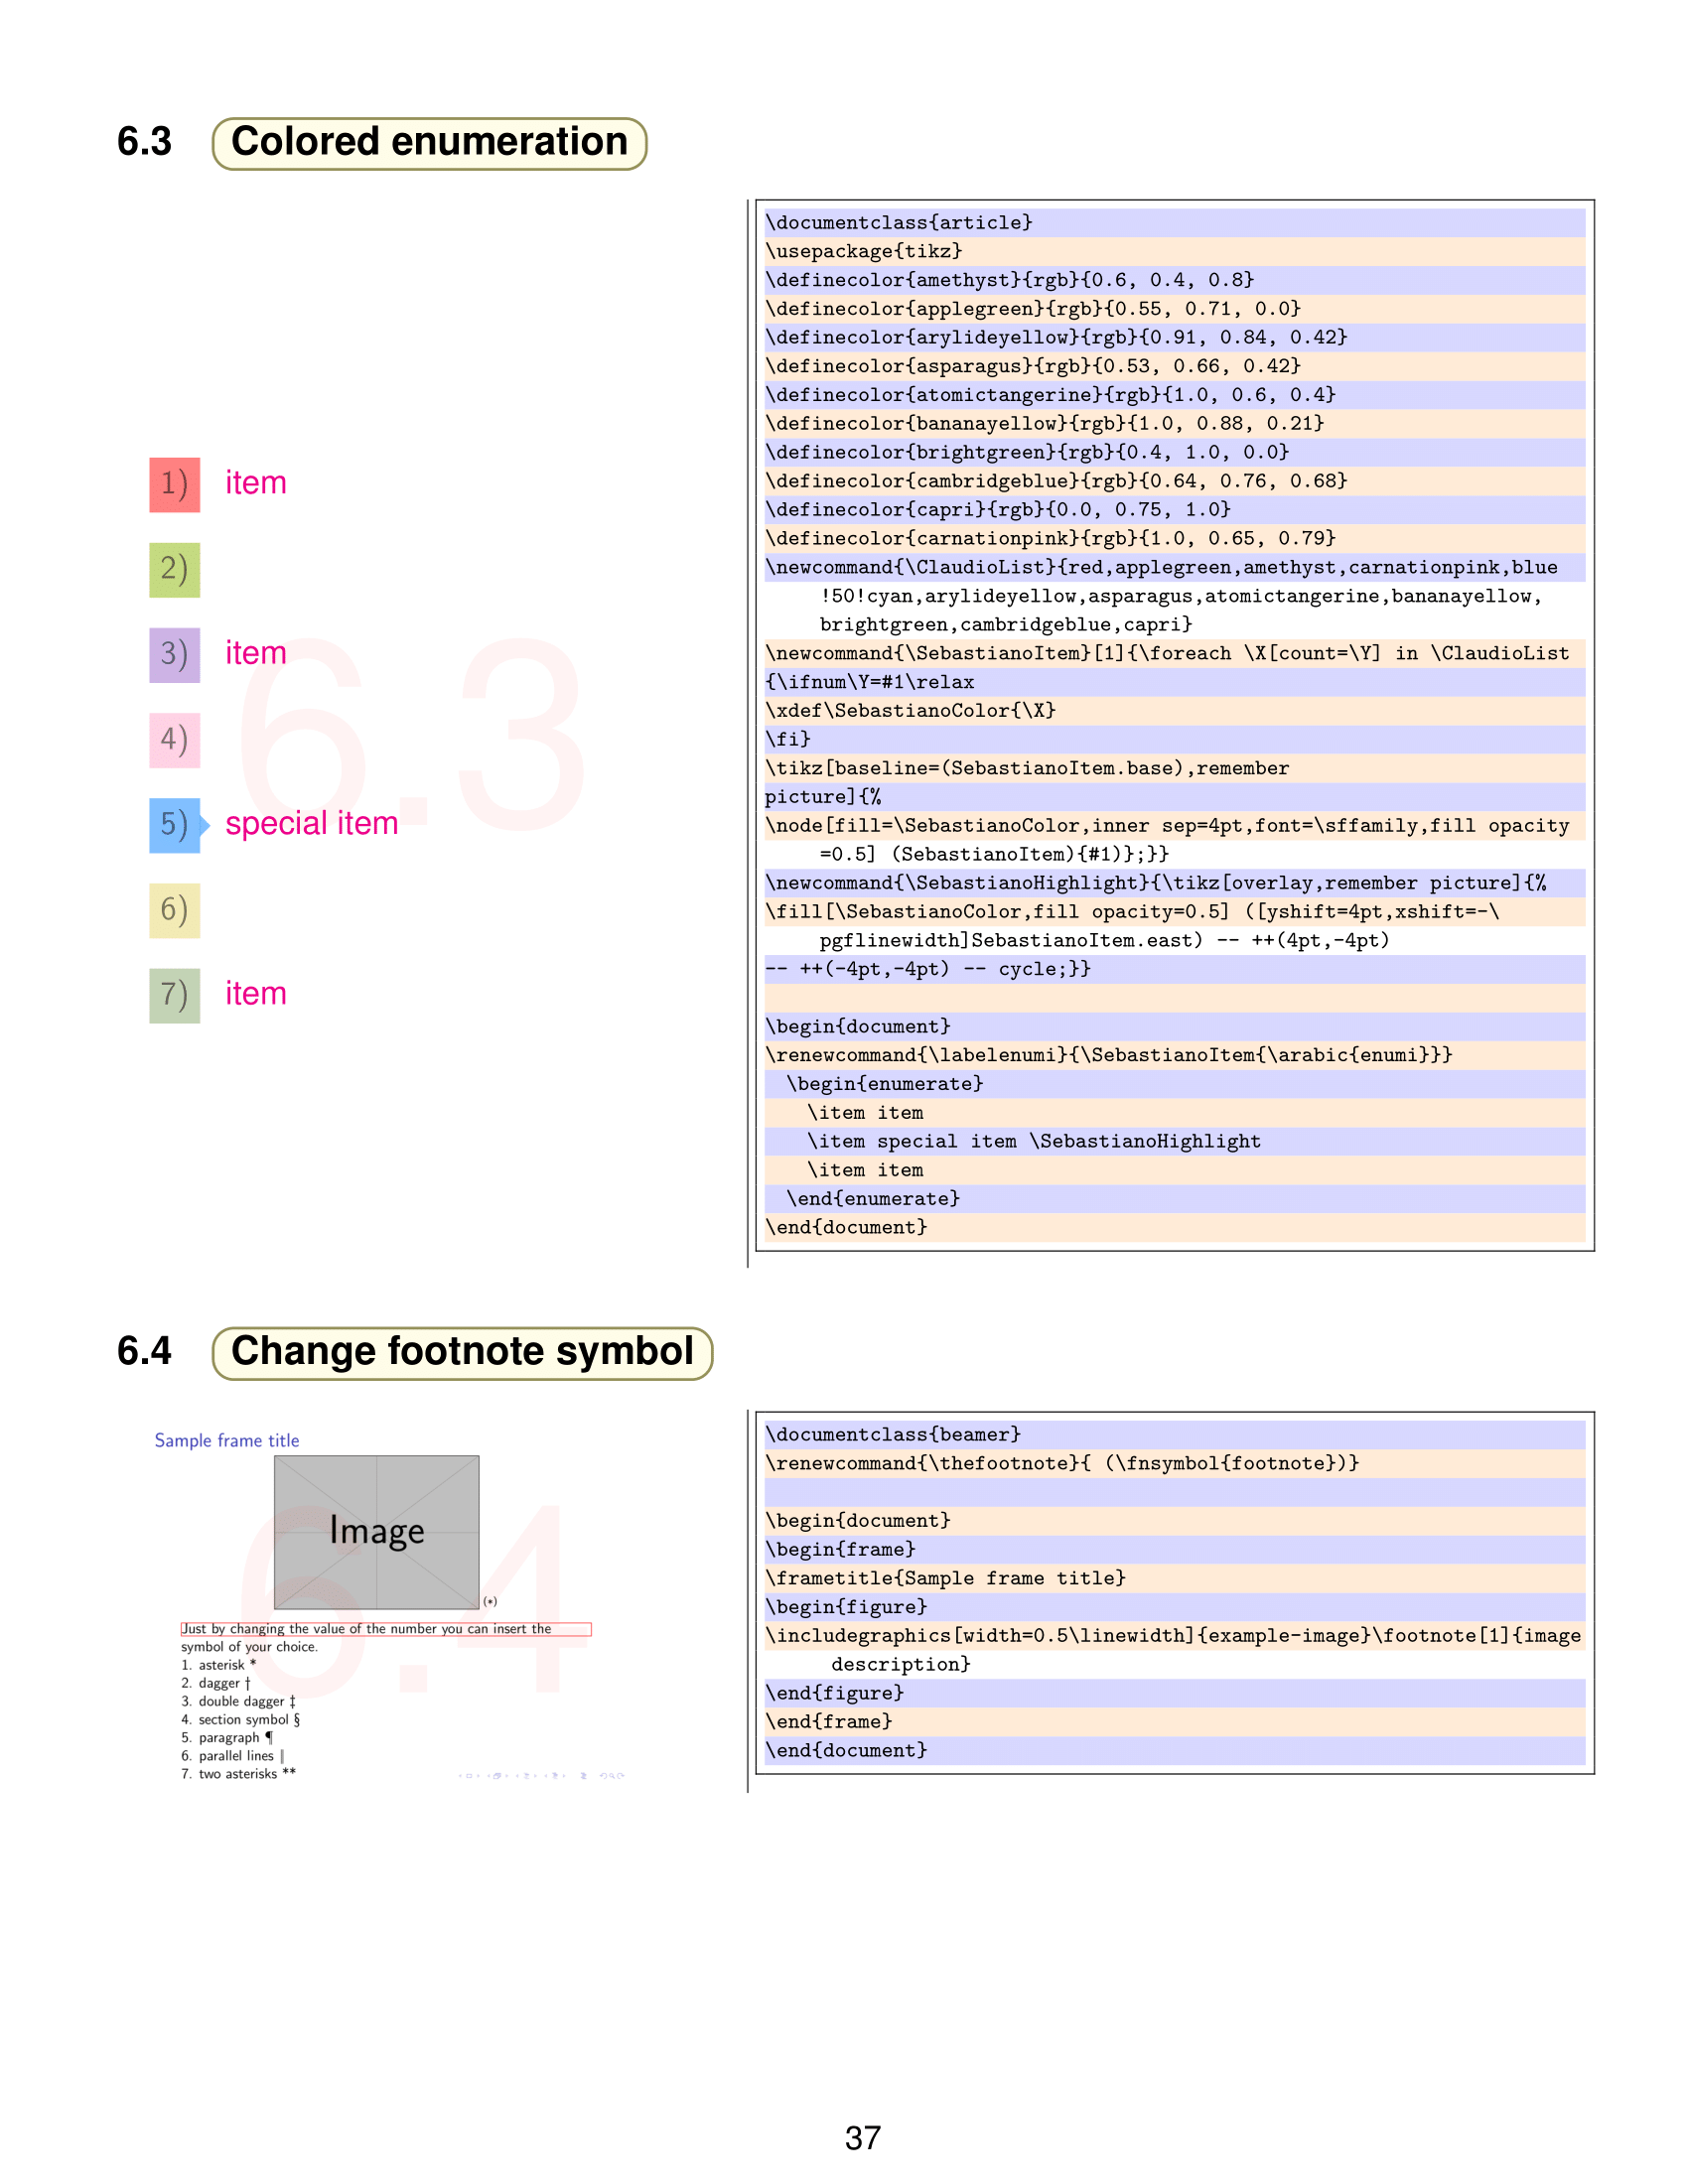 6.3 Colored enumeration
1) item
2)
3) item
4)
5) special item
6)
7) item
6.3
\documentclass{article}
\usepackage{tikz}
\definecolor{amethyst}{rgb}{0.6, 0.4, 0.8}
\definecolor{applegreen}{rgb}{0.55, 0.71, 0.0}
\definecolor{arylideyellow}{rgb}{0.91, 0.84, 0.42}
\definecolor{asparagus}{rgb}{0.53, 0.66, 0.42}
\definecolor{atomictangerine}{rgb}{1.0, 0.6, 0.4}
\definecolor{bananayellow}{rgb}{1.0, 0.88, 0.21}
\definecolor{brightgreen}{rgb}{0.4, 1.0, 0.0}
\definecolor{cambridgeblue}{rgb}{0.64, 0.76, 0.68}
\definecolor{capri}{rgb}{0.0, 0.75, 1.0}
\definecolor{carnationpink}{rgb}{1.0, 0.65, 0.79}
\newcommand{\ClaudioList}{red,applegreen,amethyst,carnationpink,blue
!50!cyan,arylideyellow,asparagus,atomictangerine,bananayellow,
brightgreen,cambridgeblue,capri}
\newcommand{\SebastianoItem}[1]{\foreach \X[count=\Y] in \ClaudioList
{\ifnum\Y=#1\relax
\xdef\SebastianoColor{\X}
\fi}
\tikz[baseline=(SebastianoItem.base),remember
picture]{%
\node[fill=\SebastianoColor,inner sep=4pt,font=\sffamily,fill opacity
=0.5] (SebastianoItem){#1)};}}
\newcommand{\SebastianoHighlight}{\tikz[overlay,remember picture]{%
\fill[\SebastianoColor,fill opacity=0.5] ([yshift=4pt,xshift=-\
pgflinewidth]SebastianoItem.east) -- ++(4pt,-4pt)
-- ++(-4pt,-4pt) -- cycle;}}
\begin{document}
\renewcommand{\labelenumi}{\SebastianoItem{\arabic{enumi}}}
\begin{enumerate}
\item item
\item special item \SebastianoHighlight
\item item
\end{enumerate}
\end{document}
6.4 Change footnote symbol
Sample frame title
Image
(*)
Just by changing the value of the number you can insert the
symbol of your choice.
1. asterisk *
2. dagger †
3. double dagger ‡
4. section symbol §
5. paragraph ¶
6. parallel lines ∥
7. two asterisks **
6.4
\documentclass{beamer}
\renewcommand{\thefootnote}{ (\fnsymbol{footnote})}
\begin{document}
\begin{frame}
\frametitle{Sample frame title}
\begin{figure}
\includegraphics[width=0.5\linewidth]{example-image}\footnote[1]{image
description}
\end{figure}
\end{frame}
\end{document}
37